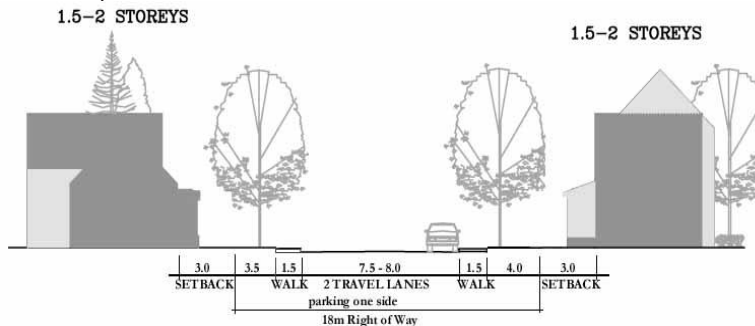 1.5-2 STOREYS
1.5-2 STOREYS
3.0 3.5 1.5 7.5 - 8.0 1.5 4.0 3.0
SETBACK WALK 2 TRAVEL LANES WALK SETBACK
parking one side
18m Right of Way